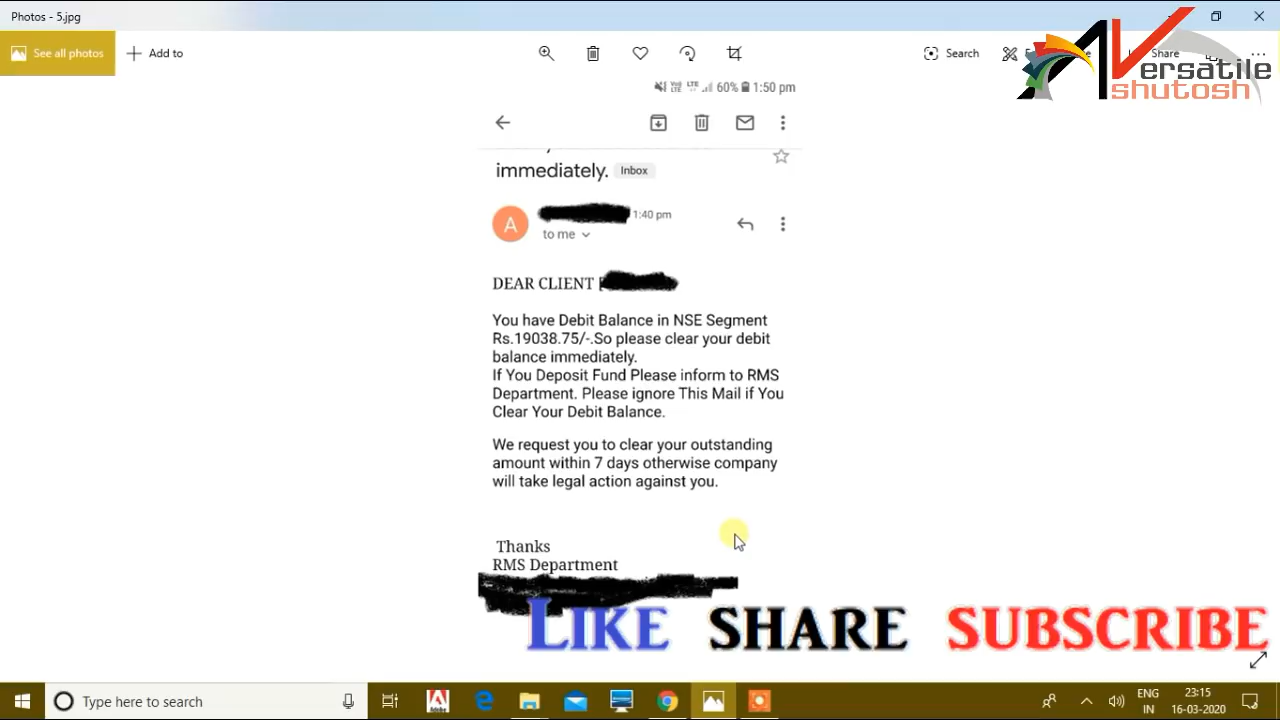 Photos - 5.jpg
See all photos
Add to
Search
Share
Versatile
Ashutosh
60% 1:50 pm
immediately. Inbox
A
1:40 pm
to me
DEAR CLIENT
You have Debit Balance in NSE Segment
Rs.19038.75/-.So please clear your debit
balance immediately.
If You Deposit Fund Please inform to RMS
Department. Please ignore This Mail if You
Clear Your Debit Balance.
We request you to clear your outstanding
amount within 7 days otherwise company
will take legal action against you.
Thanks
RMS Department
LIKE SHARE SUBSCRIBE
Type here to search
Adobe
ENG
IN
23:15
16-03-2020